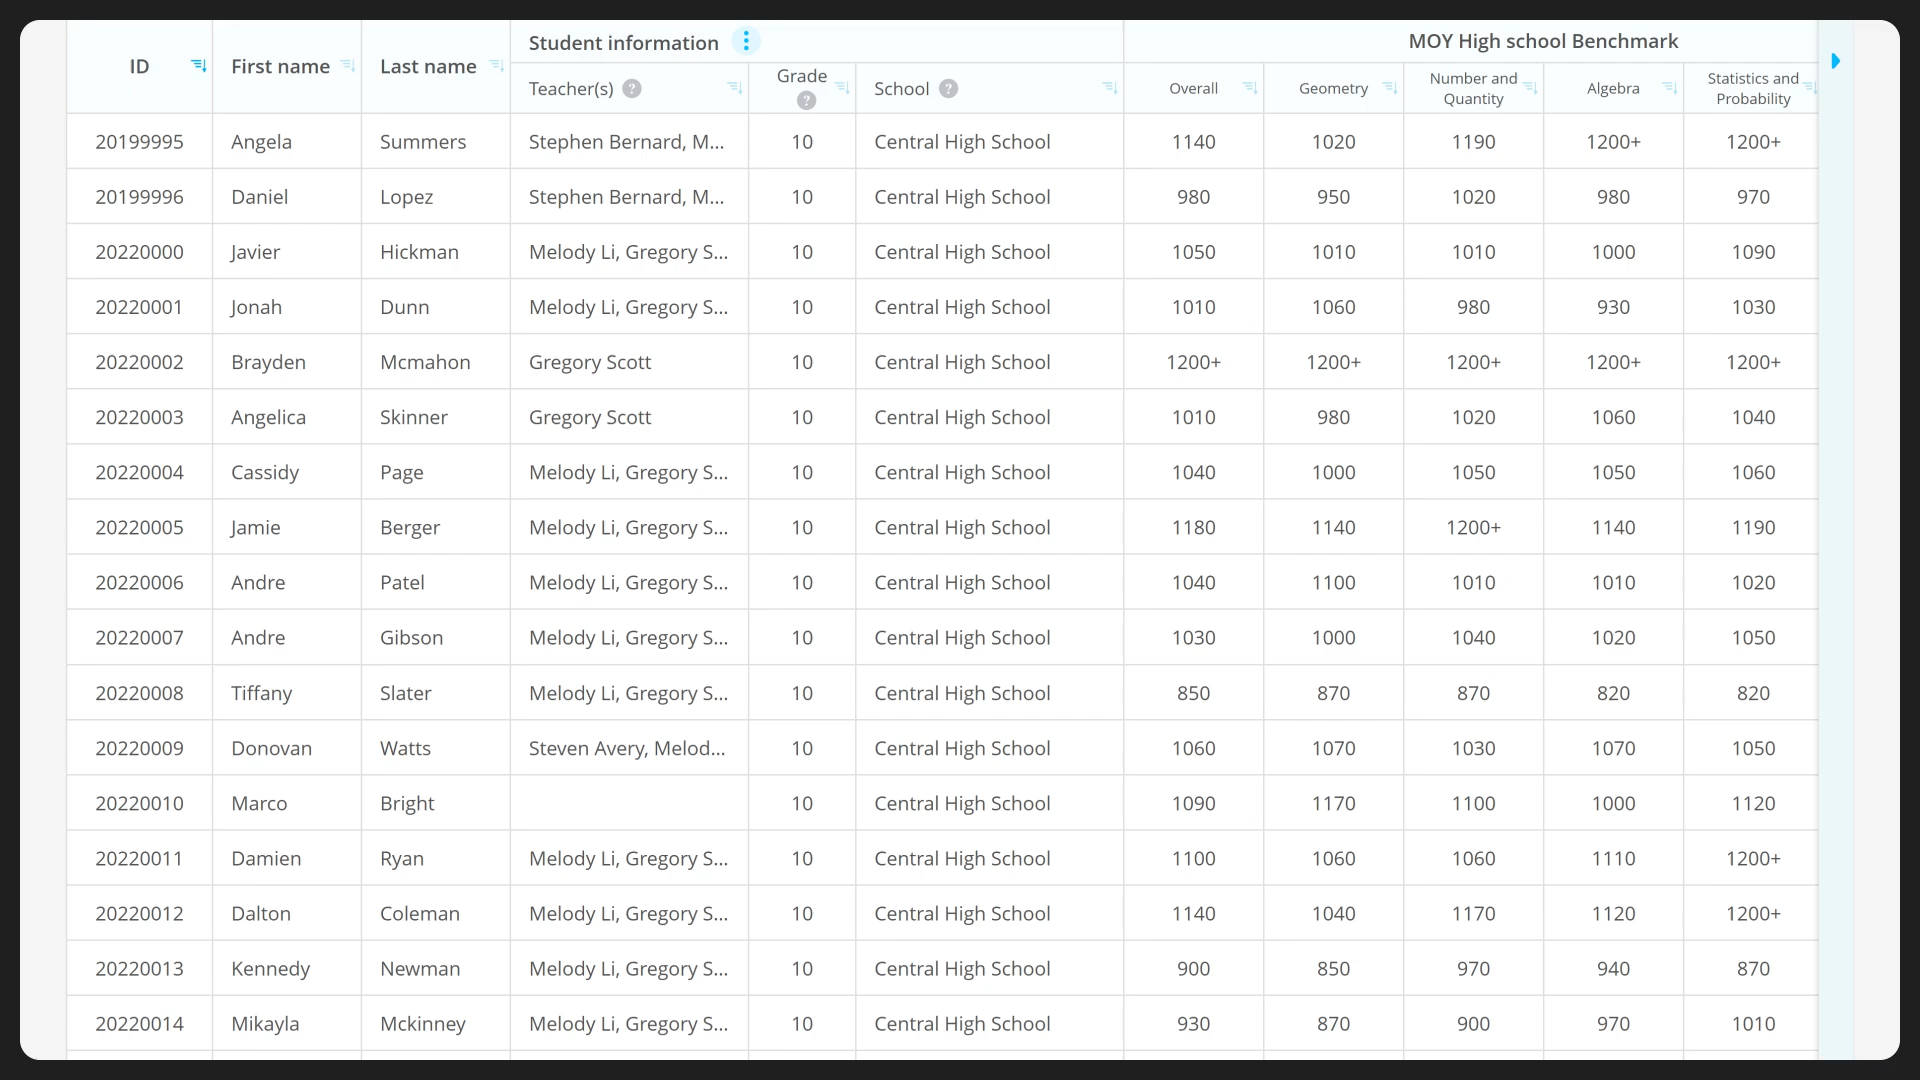 ID First name Last name Student information MOY High school Benchmark
Teacher(s) ? Grade ? School ? Overall Geometry Number and Quantity Algebra Statistics and Probability
20199995 Angela Summers Stephen Bernard, M... 10 Central High School 1140 1020 1190 1200+ 1200+
20199996 Daniel Lopez Stephen Bernard, M... 10 Central High School 980 950 1020 980 970
20220000 Javier Hickman Melody Li, Gregory S... 10 Central High School 1050 1010 1010 1000 1090
20220001 Jonah Dunn Melody Li, Gregory S... 10 Central High School 1010 1060 980 930 1030
20220002 Brayden Mcmahon Gregory Scott 10 Central High School 1200+ 1200+ 1200+ 1200+ 1200+
20220003 Angelica Skinner Gregory Scott 10 Central High School 1010 980 1020 1060 1040
20220004 Cassidy Page Melody Li, Gregory S... 10 Central High School 1040 1000 1050 1050 1060
20220005 Jamie Berger Melody Li, Gregory S... 10 Central High School 1180 1140 1200+ 1140 1190
20220006 Andre Patel Melody Li, Gregory S... 10 Central High School 1040 1100 1010 1010 1020
20220007 Andre Gibson Melody Li, Gregory S... 10 Central High School 1030 1000 1040 1020 1050
20220008 Tiffany Slater Melody Li, Gregory S... 10 Central High School 850 870 870 820 820
20220009 Donovan Watts Steven Avery, Melod... 10 Central High School 1060 1070 1030 1070 1050
20220010 Marco Bright 10 Central High School 1090 1170 1100 1000 1120
20220011 Damien Ryan Melody Li, Gregory S... 10 Central High School 1100 1060 1060 1110 1200+
20220012 Dalton Coleman Melody Li, Gregory S... 10 Central High School 1140 1040 1170 1120 1200+
20220013 Kennedy Newman Melody Li, Gregory S... 10 Central High School 900 850 970 940 870
20220014 Mikayla Mckinney Melody Li, Gregory S... 10 Central High School 930 870 900 970 1010